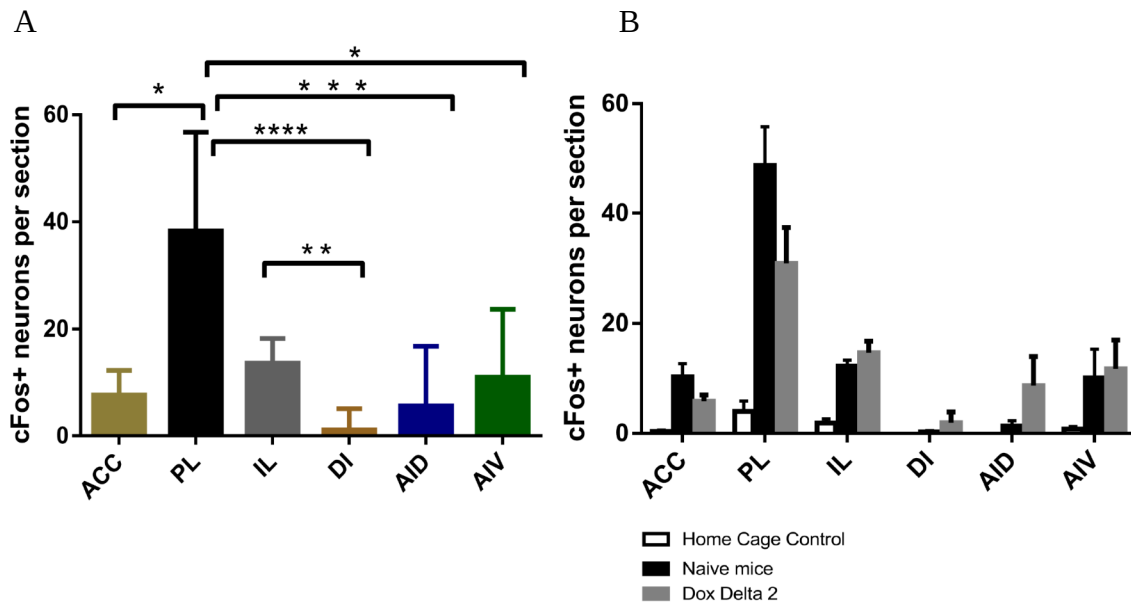 A
B
*
* * *
*
****
* *
cFos+ neurons per section
60
40
20
0
ACC
PL
IL
DI
AID
AIV
cFos+ neurons per section
60
40
20
0
ACC
PL
IL
DI
AID
AIV
Home Cage Control
Naive mice
Dox Delta 2